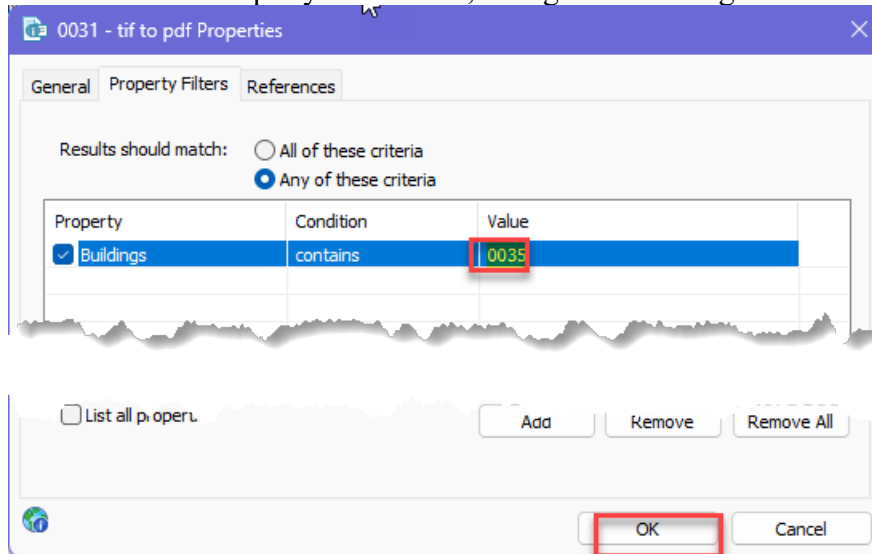 0031 - tif to pdf Properties
General Property Filters References
Results should match: All of these criteria
Any of these criteria
Property Condition Value
Buildings contains 0035
List all
Add Remove Remove All
OK Cancel